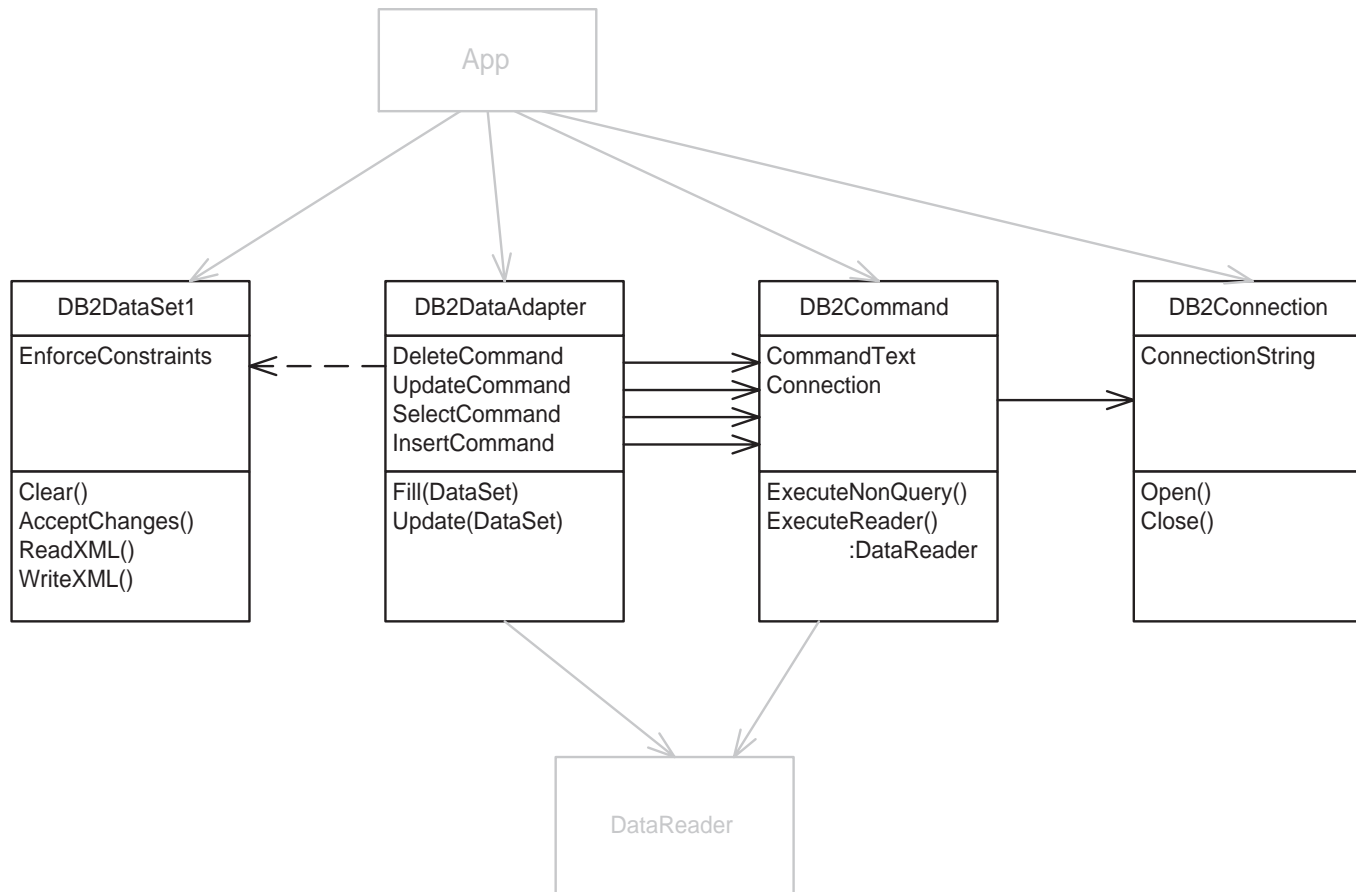 App
DB2DataSet1
EnforceConstraints
Clear()
AcceptChanges()
ReadXML()
WriteXML()
DB2DataAdapter
DeleteCommand
UpdateCommand
SelectCommand
InsertCommand
Fill(DataSet)
Update(DataSet)
DB2Command
CommandText
Connection
ExecuteNonQuery()
ExecuteReader()
:DataReader
DB2Connection
ConnectionString
Open()
Close()
DataReader